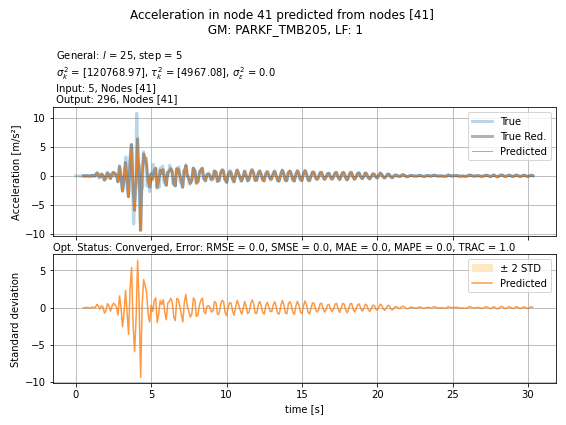 Acceleration in node 41 predicted from nodes [41]
GM: PARKF_TMB205, LF: 1
General: l = 25, step = 5
σ²ₖ = [120768.97], τ²ₖ = [4967.08], σ²ε = 0.0
Input: 5, Nodes [41]
Output: 296, Nodes [41]
10
5
0
−5
−10
Acceleration [m/s²]
True
True Red.
Predicted
Opt. Status: Converged, Error: RMSE = 0.0, SMSE = 0.0, MAE = 0.0, MAPE = 0.0, TRAC = 1.0
5
0
−5
−10
Standard deviation
± 2 STD
Predicted
0 5 10 15 20 25 30
time [s]